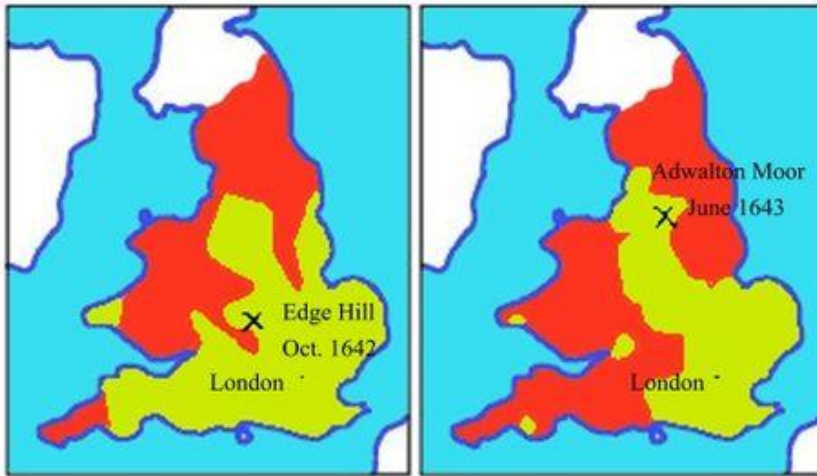 Edge Hill
Oct. 1642
London
Adwalton Moor
June 1643
London